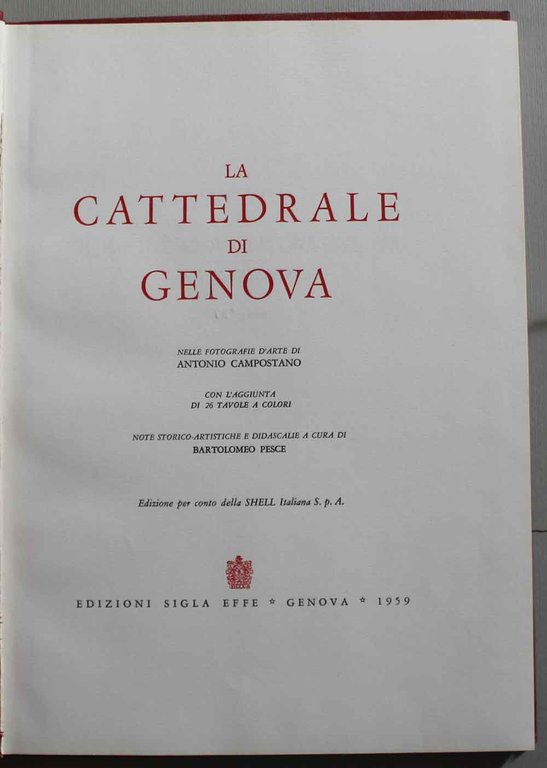 LA
CATTEDRALE
DI
GENOVA
NELLE FOTOGRAFIE D'ARTE DI
ANTONIO CAMPOSTANO
CON L'AGGIUNTA
DI 26 TAVOLE A COLORI
NOTE STORICO-ARTISTICHE E DIDASCALIE A CURA DI
BARTOLOMEO PESCE
Edizione per conto della SHELL Italiana S. p. A.
EDIZIONI SIGLA EFFE * GENOVA * 1959